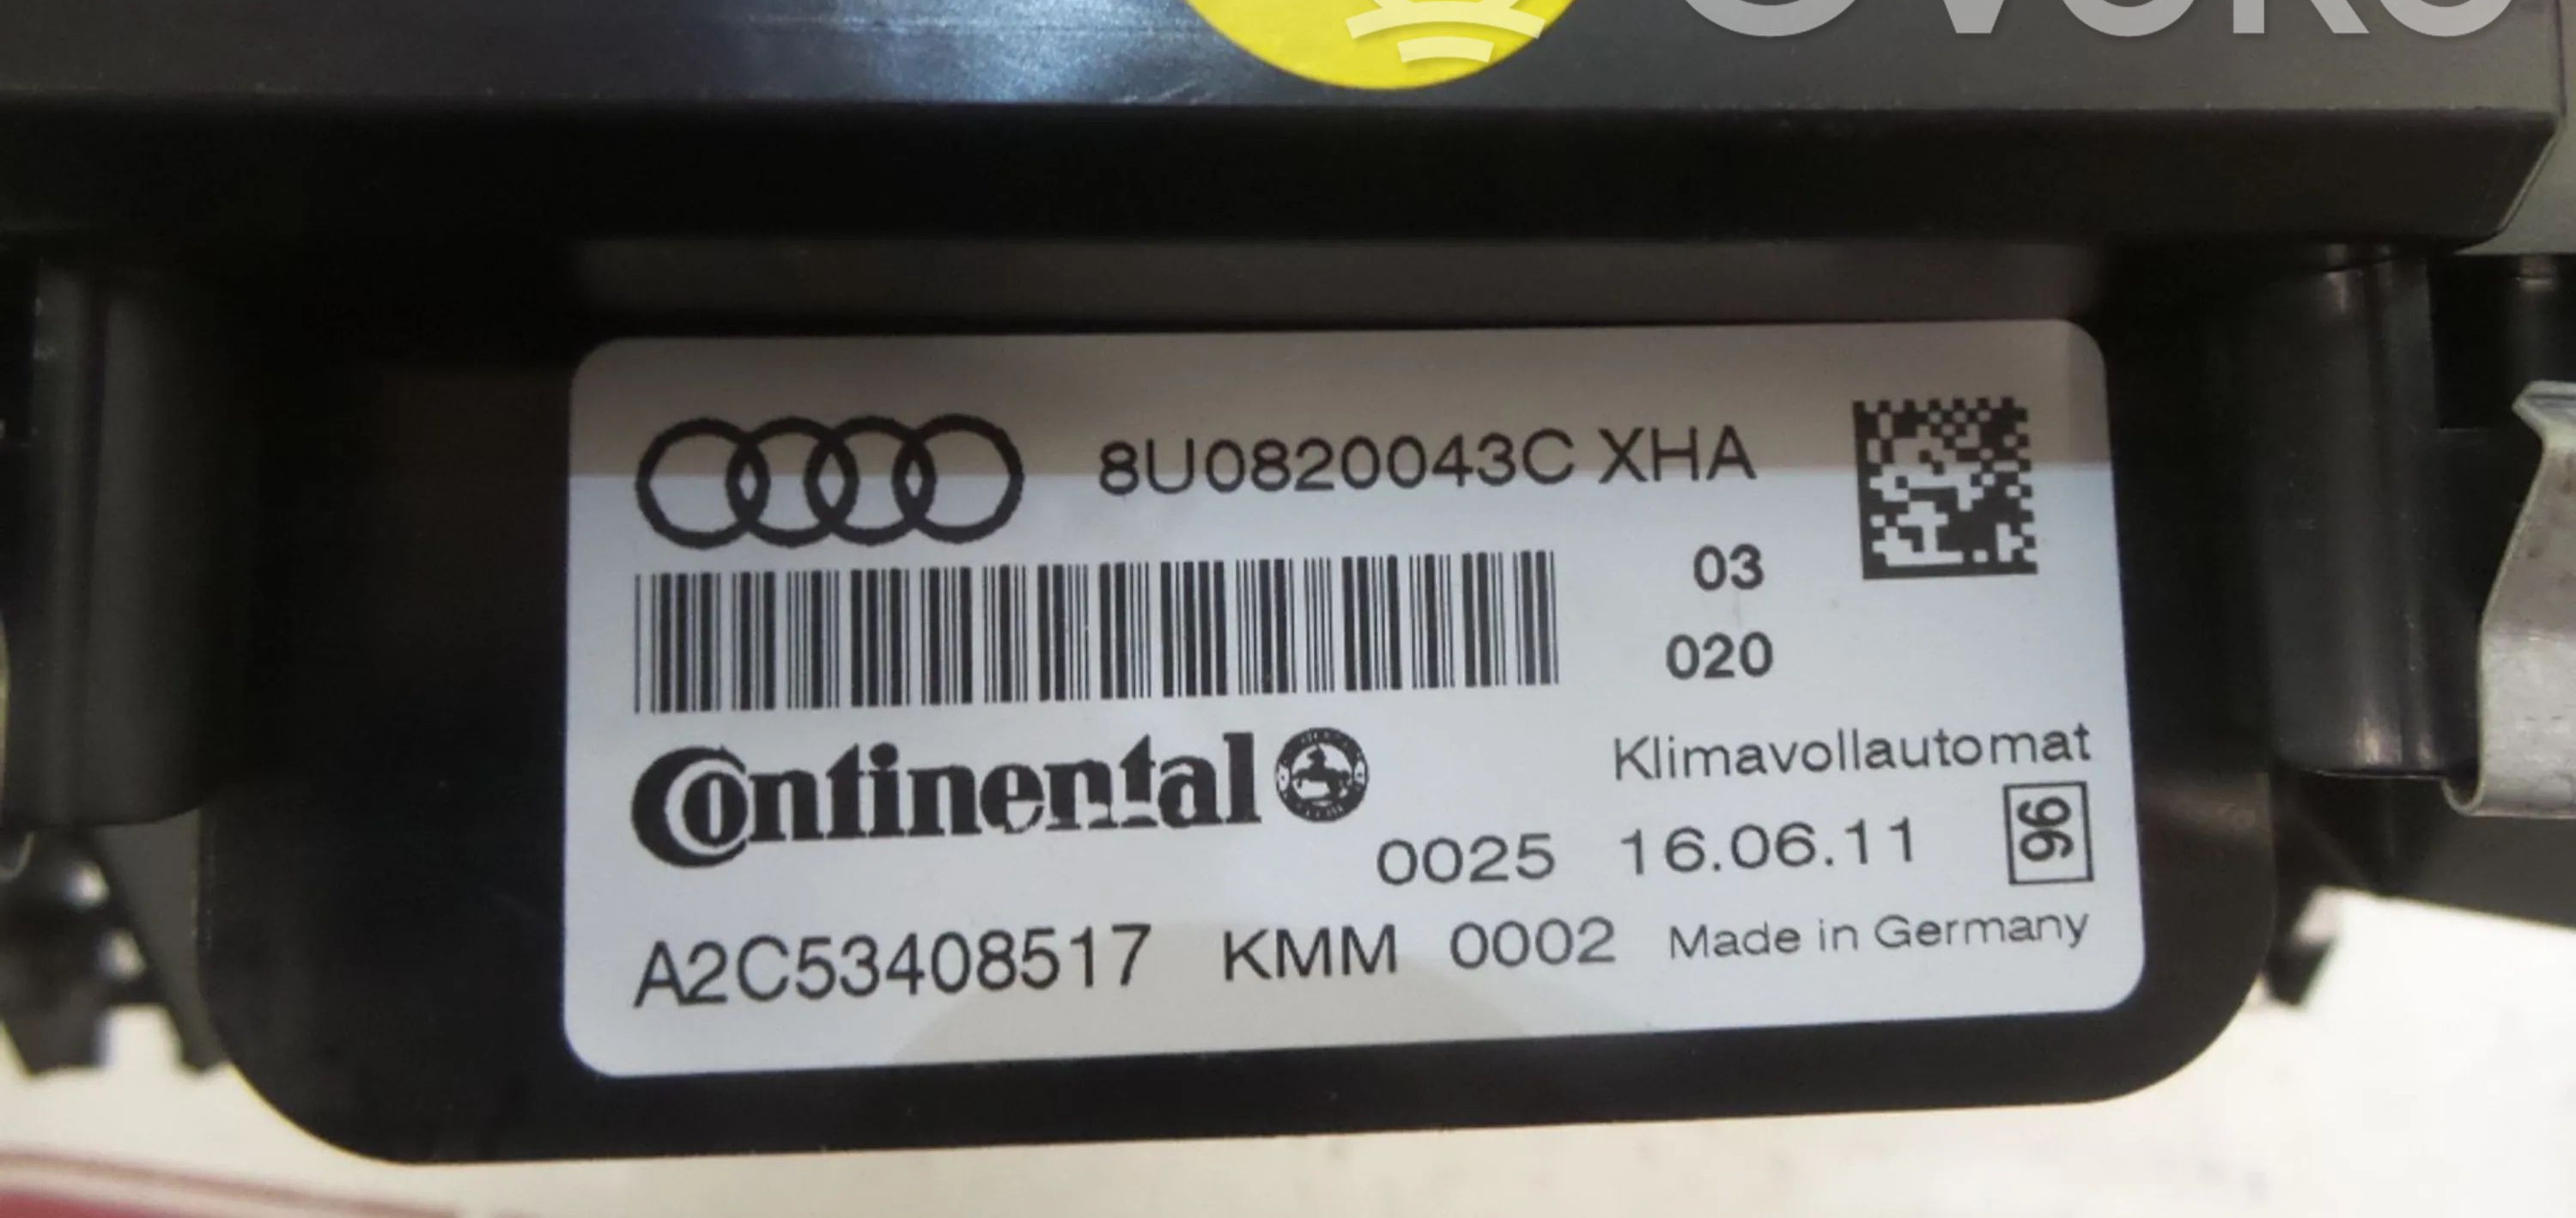 8U0820043C XHA
03
020
Continental
Klimavollautomat
0025 16.06.11 96
A2C53408517 KMM 0002 Made in Germany